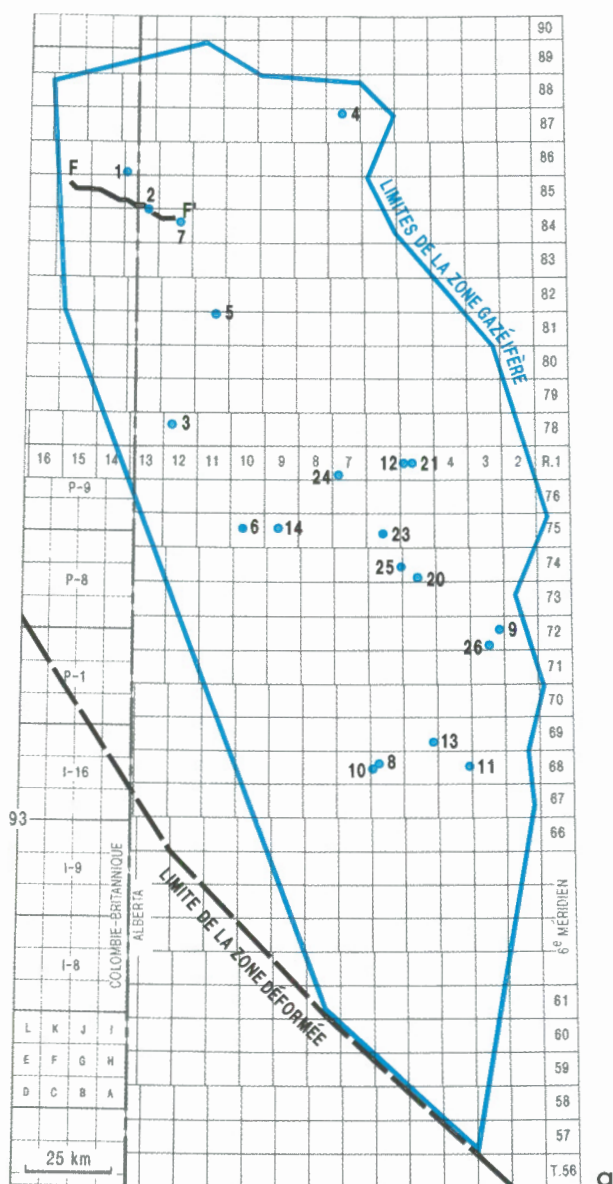 90
89
88
87
86
85
84
83
82
81
80
79
78
16 15 14 13 12 11 10 9 8 7 4 3 2 R.1
76
75
74
73
72
71
70
69
68
67
66
61
60
59
58
57
T.56
4
1
F
2
F'
7
5
3
12 21
24
6 14
23
25 20
9
26
13
10 8 11
LIMITES DE LA ZONE GAZÉIFÈRE
P-9
P-8
P-1
I-16
93
I-9
I-8
COLOMBIE-BRITANNIQUE
ALBERTA
LIMITE DE LA ZONE DÉFORMÉE
6e MÉRIDIEN
L K J I
E F G H
D C B A
25 km
a